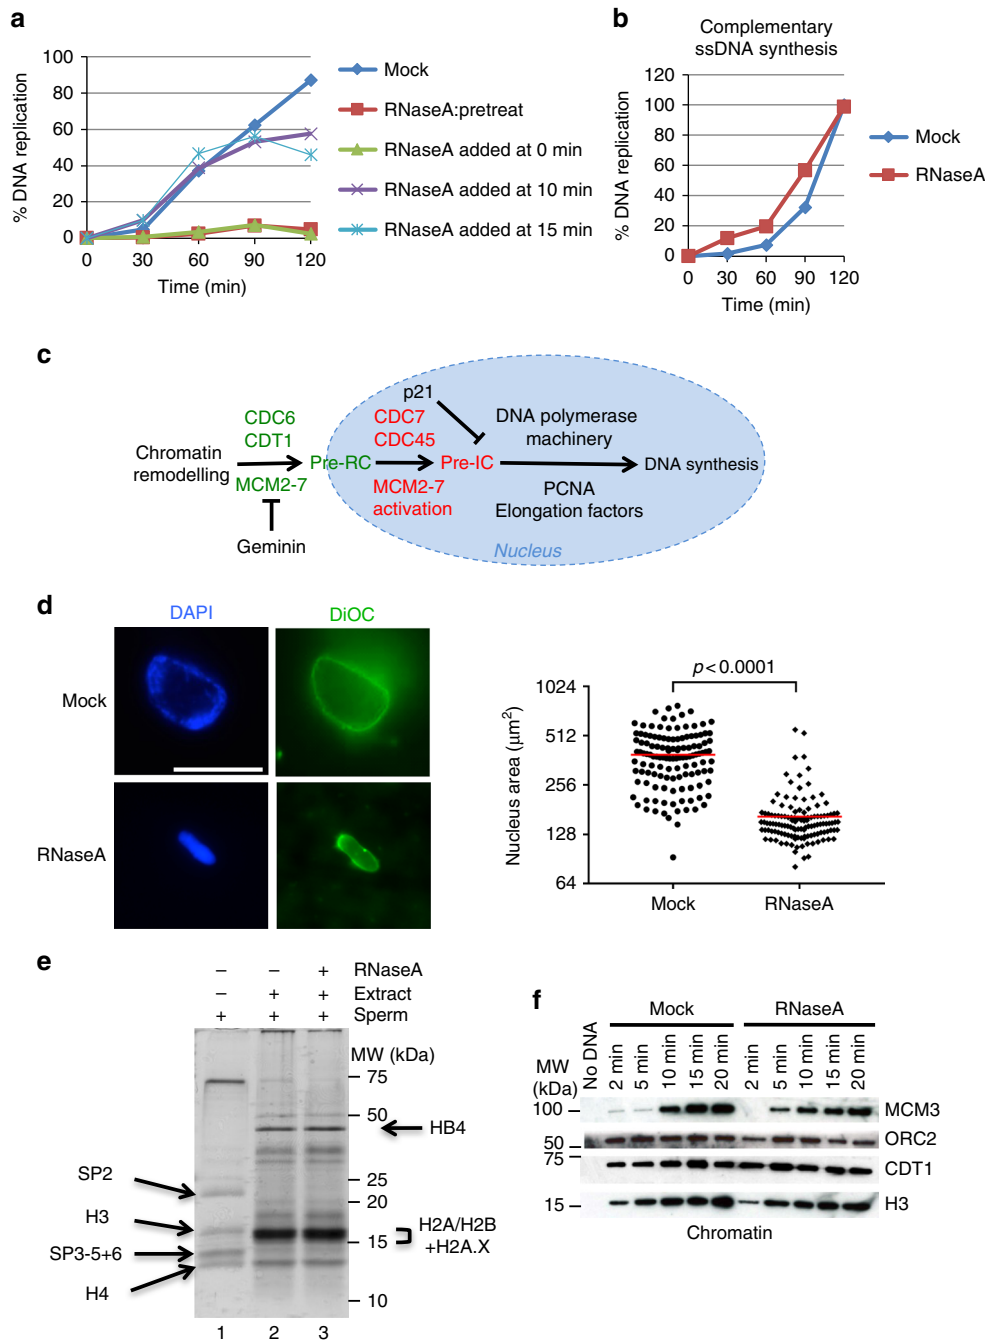 a
100
80
60
40
20
0
% DNA replication
0 30 60 90 120
Time (min)
Mock
RNaseA:pretreat
RNaseA added at 0 min
RNaseA added at 10 min
RNaseA added at 15 min
b
Complementary
ssDNA synthesis
120
100
80
60
40
20
0
% DNA replication
0 30 60 90 120
Time (min)
Mock
RNaseA
c
Chromatin
remodelling
CDC6
CDT1
MCM2-7
Geminin
Pre-RC
p21
CDC7
CDC45
MCM2-7
activation
Pre-IC
DNA polymerase
machinery
PCNA
Elongation factors
DNA synthesis
Nucleus
d
DAPI DiOC
Mock
RNaseA
p<0.0001
1024
512
256
128
64
Nucleus area (μm²)
Mock RNaseA
e
– – + RNaseA
– + + Extract
+ + + Sperm
MW (kDa)
75
50
25
20
15
10
HB4
H2A/H2B
+H2A.X
SP2
H3
SP3-5+6
H4
1 2 3
f
Mock RNaseA
No DNA 2 min 5 min 10 min 15 min 20 min 2 min 5 min 10 min 15 min 20 min
MW
(kDa)
100 MCM3
50 ORC2
75 CDT1
15 H3
Chromatin